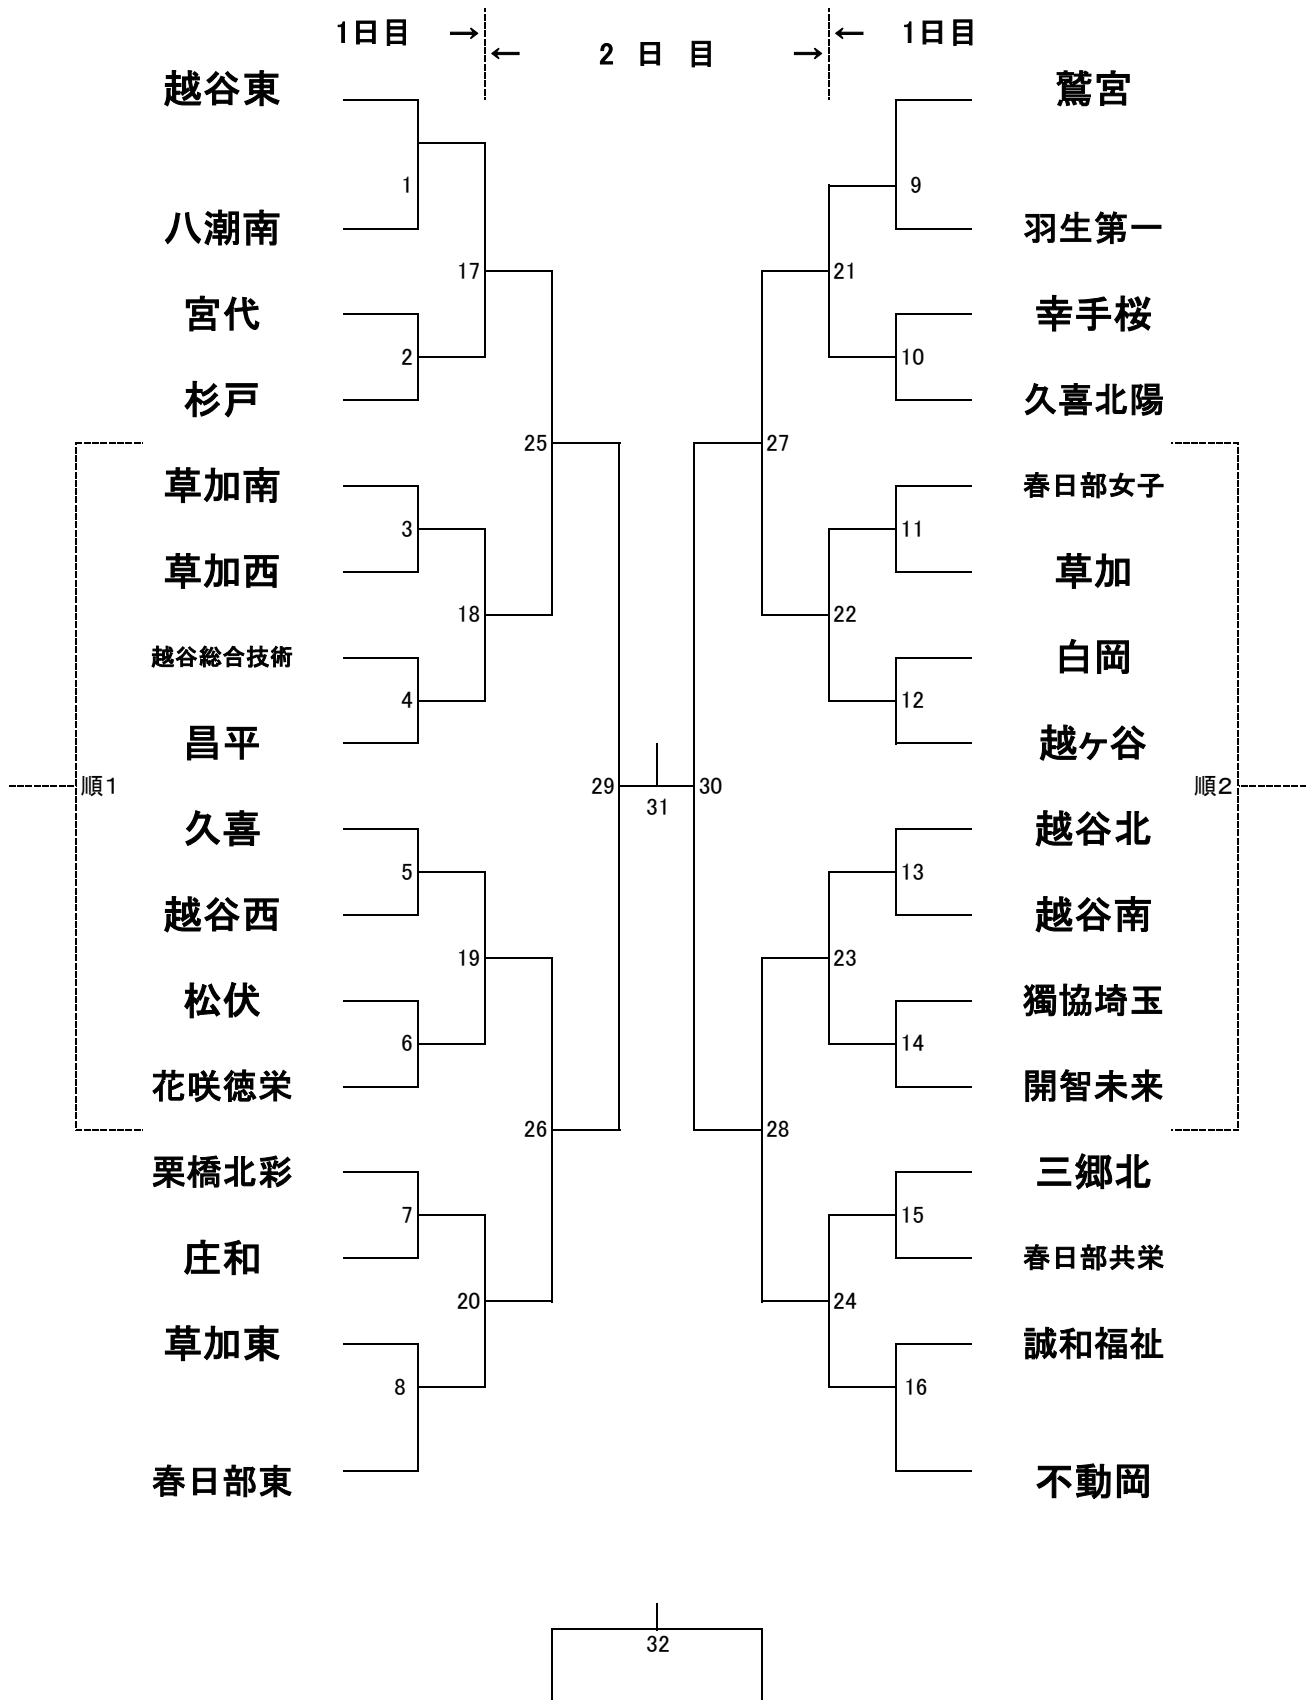 1日目 → ← 2 日 目 → ← 1日目
越谷東 鷲宮
1 9
八潮南 羽生第一
17 21
宮代 幸手桜
2 10
杉戸 久喜北陽
25 27
草加南 春日部女子
3 11
草加西 草加
18 22
越谷総合技術 白岡
4 12
昌平 越ヶ谷
順1 29 30 順2
31
久喜 越谷北
5 13
越谷西 越谷南
19 23
松伏 獨協埼玉
6 14
花咲徳栄 開智未来
26 28
栗橋北彩 三郷北
7 15
庄和 春日部共栄
20 24
草加東 誠和福祉
8 16
春日部東 不動岡
32